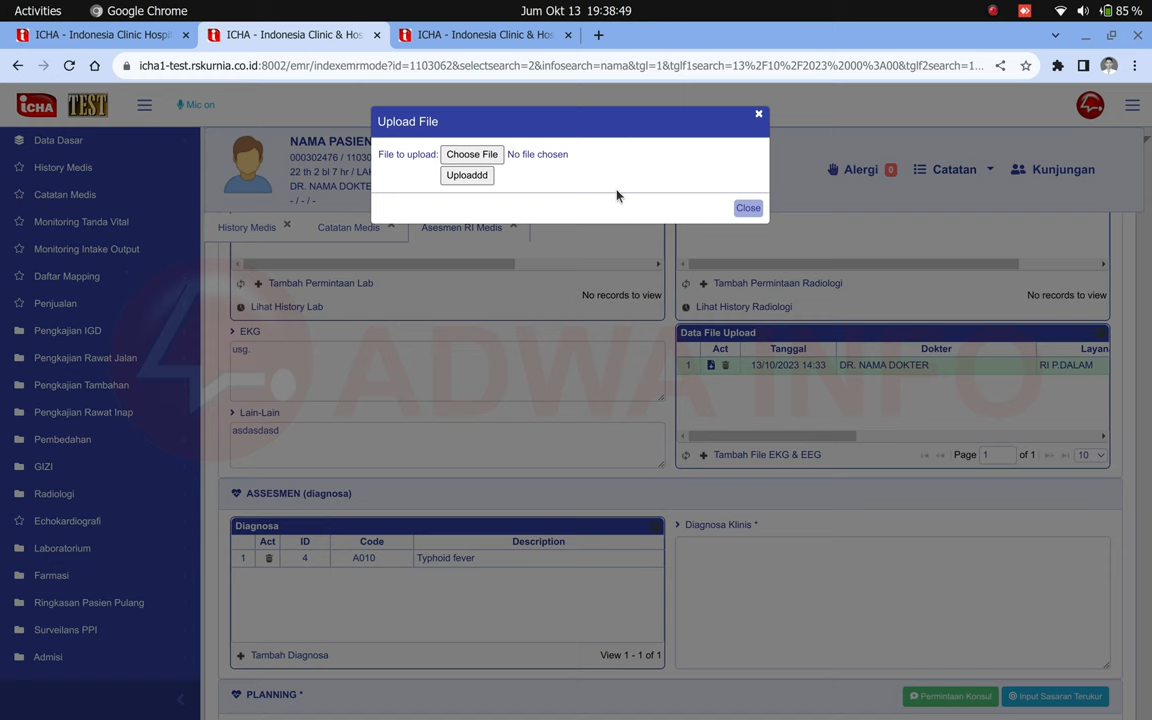 Activities Google Chrome Jum Okt 13 19:38:49 85 %
ICHA - Indonesia Clinic Hospi ICHA - Indonesia Clinic & Hos ICHA - Indonesia Clinic & Hos
icha1-test.rskurnia.co.id:8002/emr/indexemrmode?id=1103062&selectsearch=2&infosearch=nama&tgl=1&tglf1search=13%2F10%2F2023%2000%3A00&tglf2search=1...
iCHA TEST Mic on
Upload File
File to upload: Choose File No file chosen
Uploaddd
Close
Data Dasar
History Medis
Catatan Medis
Monitoring Tanda Vital
Monitoring Intake Output
Daftar Mapping
Penjualan
Pengkajian IGD
Pengkajian Rawat Jalan
Pengkajian Tambahan
Pengkajian Rawat Inap
Pembedahan
GIZI
Radiologi
Echokardiografi
Laboratorium
Farmasi
Ringkasan Pasien Pulang
Surveilans PPI
Admisi
NAMA PASIEN
000302476 / 1103
22 th 2 bl 7 hr / LAK
DR. NAMA DOKTE
- / - / -
Alergi 0 Catatan Kunjungan
History Medis Catatan Medis Asesmen RI Medis
Tambah Permintaan Lab
No records to view
Lihat History Lab
Tambah Permintaan Radiologi
No records to view
Lihat History Radiologi
EKG
usg.
Lain-Lain
asdasdasd
Data File Upload
Act Tanggal Dokter Layana
1 13/10/2023 14:33 DR. NAMA DOKTER RI P.DALAM
Tambah File EKG & EEG Page 1 of 1 10
ADWA INFO
ASSESMEN (diagnosa)
Diagnosa
Act ID Code Description
1 4 A010 Typhoid fever
Tambah Diagnosa View 1 - 1 of 1
Diagnosa Klinis *
PLANNING *
Permintaan Konsul Input Sasaran Terukur